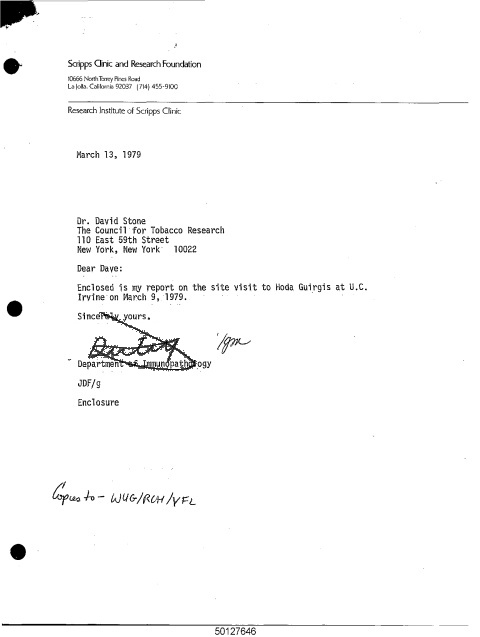 Scripps Clinic and Research Foundation
10666 North Torrey Pines Road
La Jolla, California 92037 (714) 455-9100
Research Institute of Scripps Clinic
March 13, 1979
Dr. David Stone
The Council for Tobacco Research
110 East 59th Street
New York, New York 10022
Dear Dave:
Enclosed is my report on the site visit to Hoda Guirgis at U.C.
Irvine on March 9, 1979.
Sincerely yours,
/gm
Department of Immunopathology
JDF/g
Enclosure
Copies to - WUG/RCH/VFL
50127646